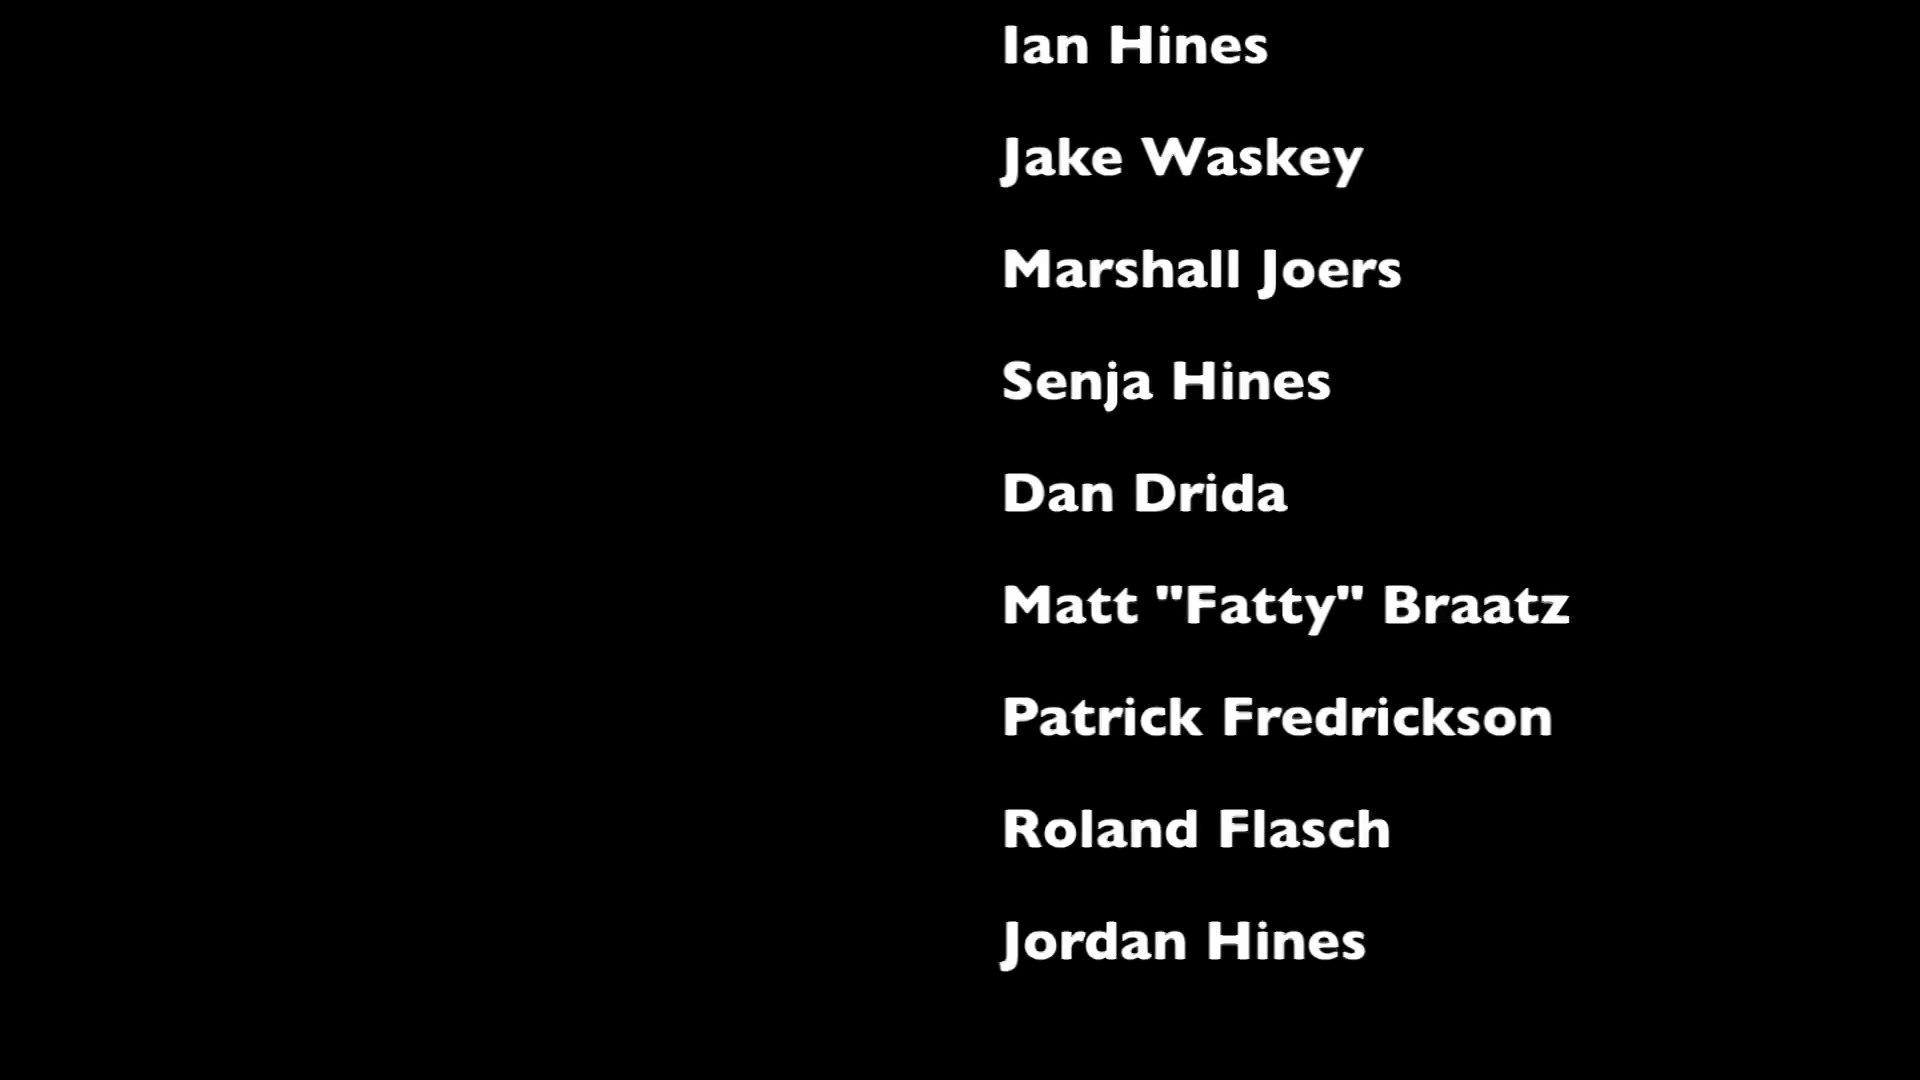 Ian Hines
Jake Waskey
Marshall Joers
Senja Hines
Dan Drida
Matt "Fatty" Braatz
Patrick Fredrickson
Roland Flasch
Jordan Hines